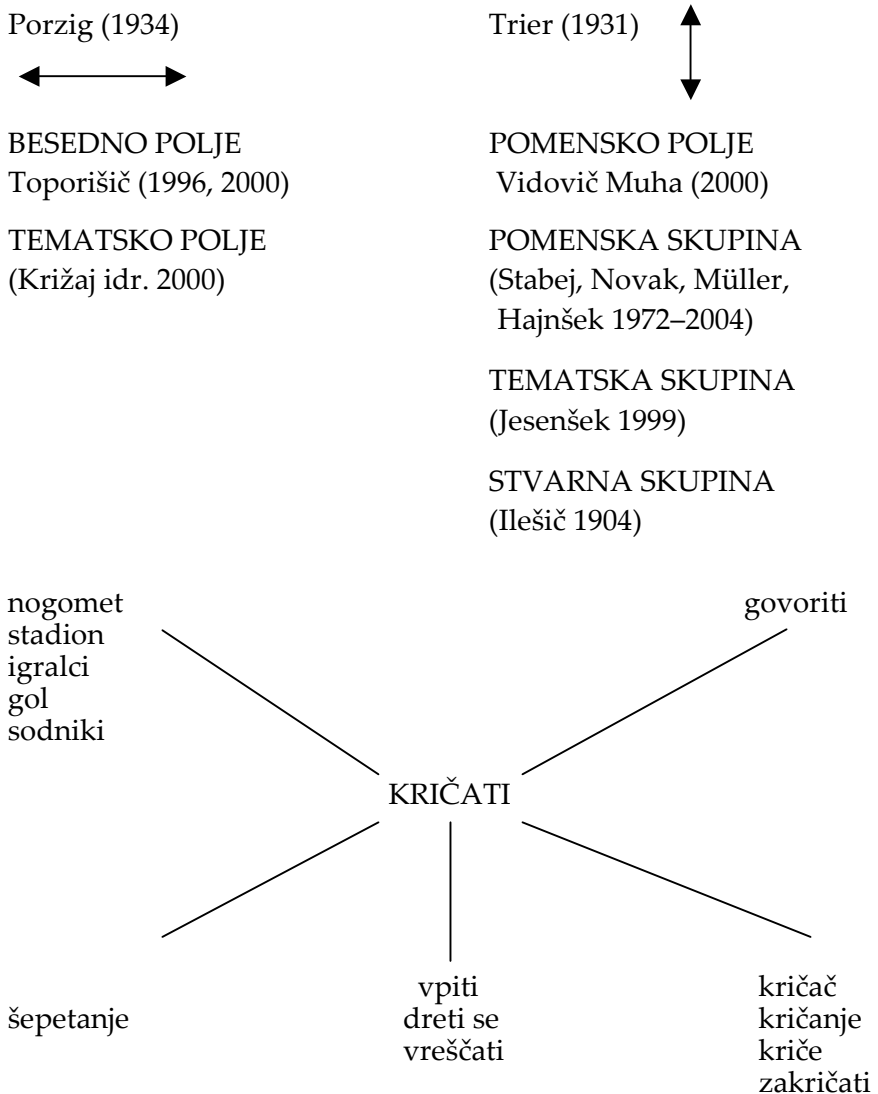 Porzig (1934)
Trier (1931)
BESEDNO POLJE
Toporišič (1996, 2000)
TEMATSKO POLJE
(Križaj idr. 2000)
POMENSKO POLJE
Vidovič Muha (2000)
POMENSKA SKUPINA
(Stabej, Novak, Müller,
Hajnšek 1972–2004)
TEMATSKA SKUPINA
(Jesenšek 1999)
STVARNA SKUPINA
(Ilešič 1904)
nogomet
stadion
igralci
gol
sodniki
govoriti
KRIČATI
šepetanje
vpiti
dreti se
vreščati
kričač
kričanje
kriče
zakričati